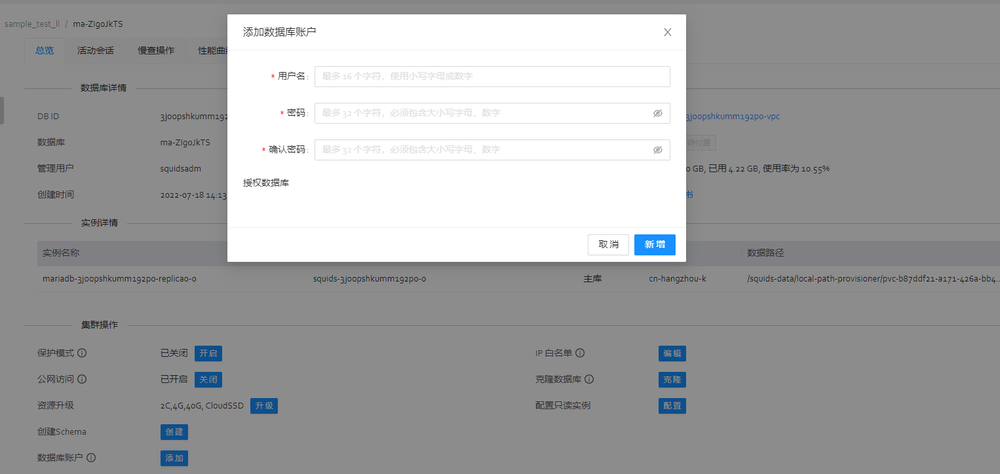 sample_test_ll / ma-ZIgoJkTS
添加数据库账户
总览 活动会话 慢查操作 性能曲
* 用户名: 最多 16 个字符，使用小写字母或数字
数据库详情
* 密码: 最多 32 个字符，必须包含大小写字母、数字
DB ID 3joopshkumm192 3joopshkumm192po-vpc
数据库 ma-ZIgoJkTS 转付费
* 确认密码: 最多 32 个字符，必须包含大小写字母、数字
管理用户 squidsadm 0 GB, 已用 4.22 GB, 使用率为 10.55%
授权数据库
创建时间 2022-07-18 14:13 书
实例详情
取 消 新 增
实例名称 数据路径
mariadb-3joopshkumm192po-replicao-0 squids-3joopshkumm192po-0 主库 cn-hangzhou-k /squids-data/local-path-provisioner/pvc-b87ddf21-a171-426a-bb4...
集群操作
保护模式 已关闭 开启 IP 白名单 编辑
公网访问 已开启 关闭 克隆数据库 克隆
资源升级 2C,4G,40G, CloudSSD 升级 配置只读实例 配置
创建Schema 创建
数据库账户 添加